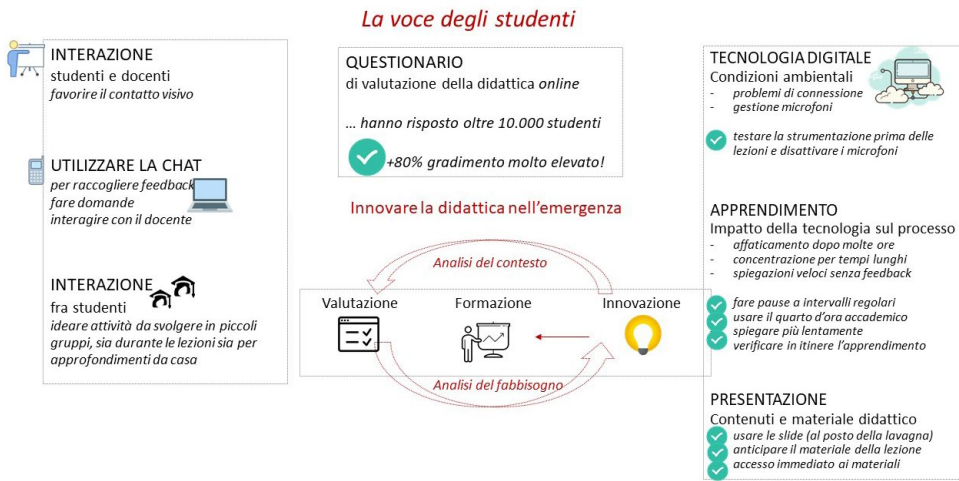 La voce degli studenti
INTERAZIONE
studenti e docenti
favorire il contatto visivo
UTILIZZARE LA CHAT
per raccogliere feedback
fare domande
interagire con il docente
INTERAZIONE
fra studenti
ideare attività da svolgere in piccoli
gruppi, sia durante le lezioni sia per
approfondimenti da casa
QUESTIONARIO
di valutazione della didattica online
... hanno risposto oltre 10.000 studenti
+80% gradimento molto elevato!
Innovare la didattica nell'emergenza
Analisi del contesto
Valutazione
Formazione
Innovazione
Analisi del fabbisogno
TECNOLOGIA DIGITALE
Condizioni ambientali
- problemi di connessione
- gestione microfoni
testare la strumentazione prima delle
lezioni e disattivare i microfoni
APPRENDIMENTO
Impatto della tecnologia sul processo
- affaticamento dopo molte ore
- concentrazione per tempi lunghi
- spiegazioni veloci senza feedback
fare pause a intervalli regolari
usare il quarto d'ora accademico
spiegare più lentamente
verificare in itinere l'apprendimento
PRESENTAZIONE
Contenuti e materiale didattico
usare le slide (al posto della lavagna)
anticipare il materiale della lezione
accesso immediato ai materiali